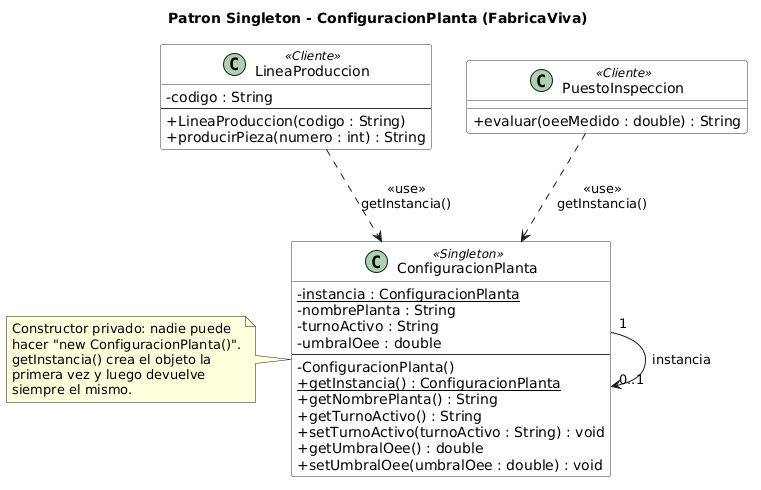 Patron Singleton - ConfiguracionPlanta (FabricaViva)
«Cliente»
C LineaProduccion
-codigo : String
+LineaProduccion(codigo : String)
+producirPieza(numero : int) : String
«Cliente»
C PuestoInspeccion
+evaluar(oeeMedido : double) : String
«use»
getInstancia()
«use»
getInstancia()
«Singleton»
C ConfiguracionPlanta
-instancia : ConfiguracionPlanta
-nombrePlanta : String
-turnoActivo : String
-umbralOee : double
-ConfiguracionPlanta()
+getInstancia() : ConfiguracionPlanta
+getNombrePlanta() : String
+getTurnoActivo() : String
+setTurnoActivo(turnoActivo : String) : void
+getUmbralOee() : double
+setUmbralOee(umbralOee : double) : void
Constructor privado: nadie puede
hacer "new ConfiguracionPlanta()".
getInstancia() crea el objeto la
primera vez y luego devuelve
siempre el mismo.
1
instancia
0..1